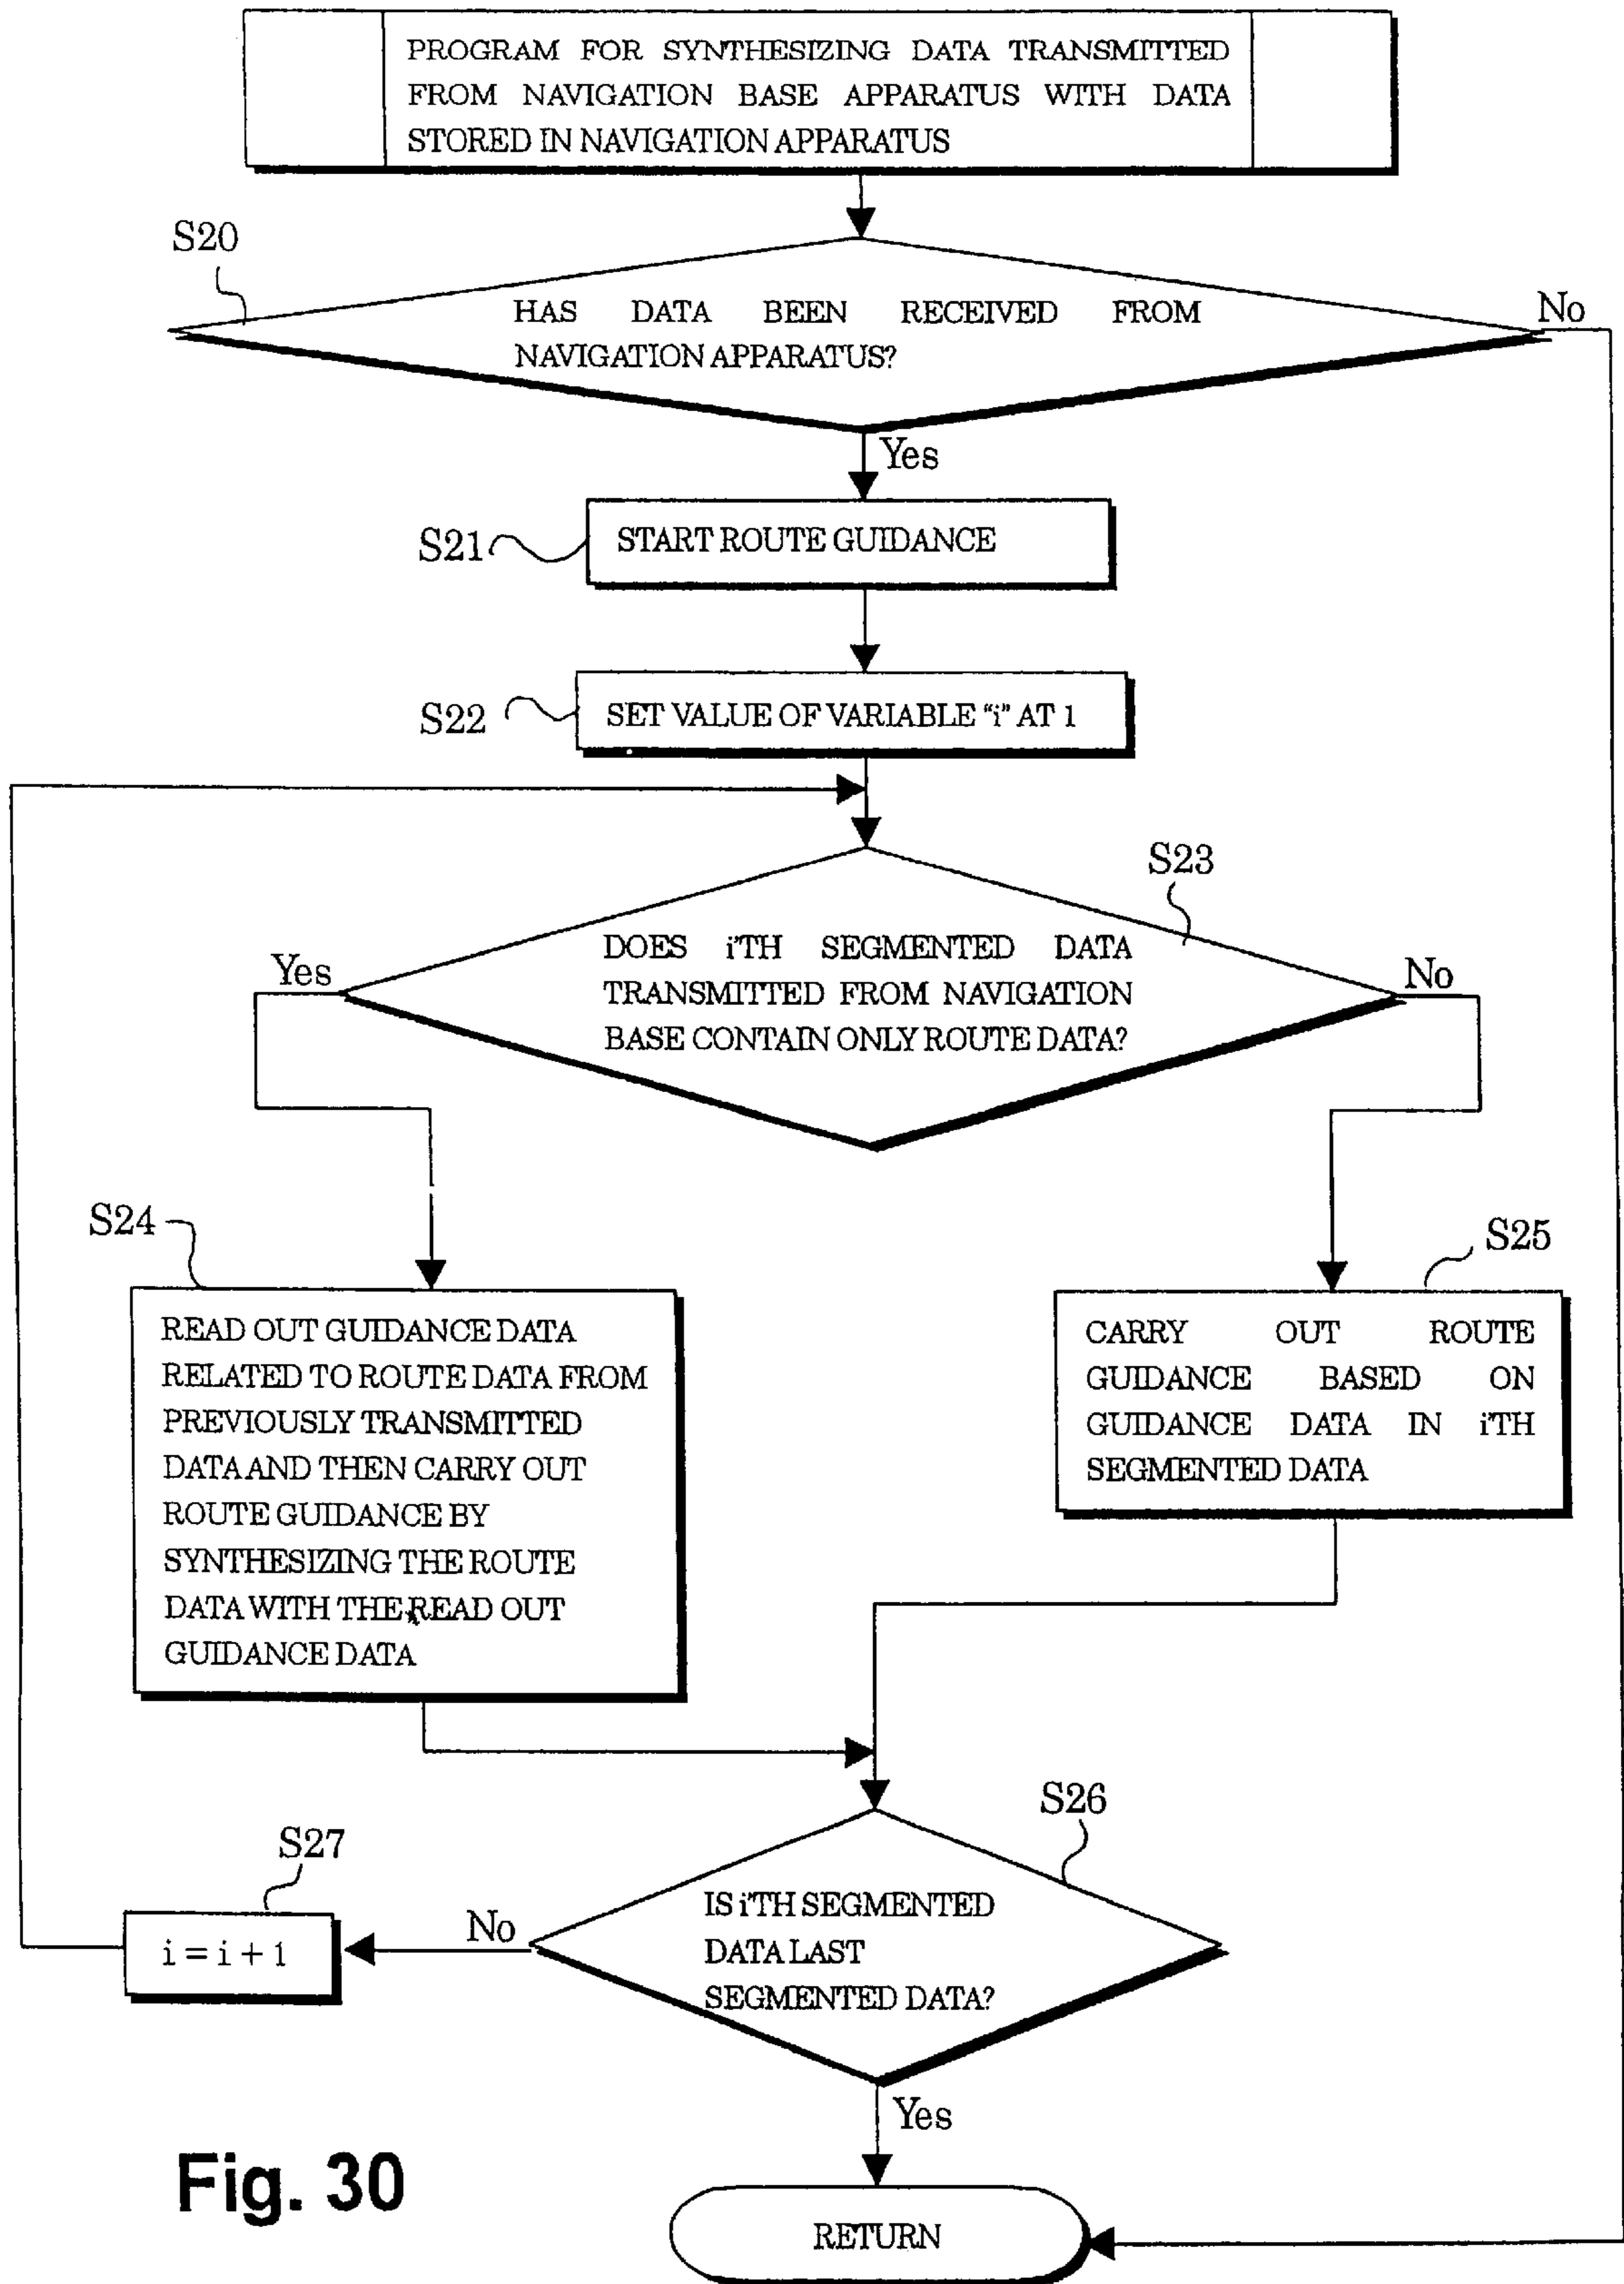 PROGRAM FOR SYNTHESIZING DATA TRANSMITTED
FROM NAVIGATION BASE APPARATUS WITH DATA
STORED IN NAVIGATION APPARATUS
S20
HAS DATA BEEN RECEIVED FROM
NAVIGATION APPARATUS?
No
Yes
S21
START ROUTE GUIDANCE
S22
SET VALUE OF VARIABLE "i" AT 1
S23
DOES i'TH SEGMENTED DATA
TRANSMITTED FROM NAVIGATION
BASE CONTAIN ONLY ROUTE DATA?
Yes
No
S24
READ OUT GUIDANCE DATA
RELATED TO ROUTE DATA FROM
PREVIOUSLY TRANSMITTED
DATA AND THEN CARRY OUT
ROUTE GUIDANCE BY
SYNTHESIZING THE ROUTE
DATA WITH THE READ OUT
GUIDANCE DATA
S25
CARRY OUT ROUTE
GUIDANCE BASED ON
GUIDANCE DATA IN i'TH
SEGMENTED DATA
S26
IS i'TH SEGMENTED
DATA LAST
SEGMENTED DATA?
No
S27
i = i + 1
Yes
RETURN
Fig. 30